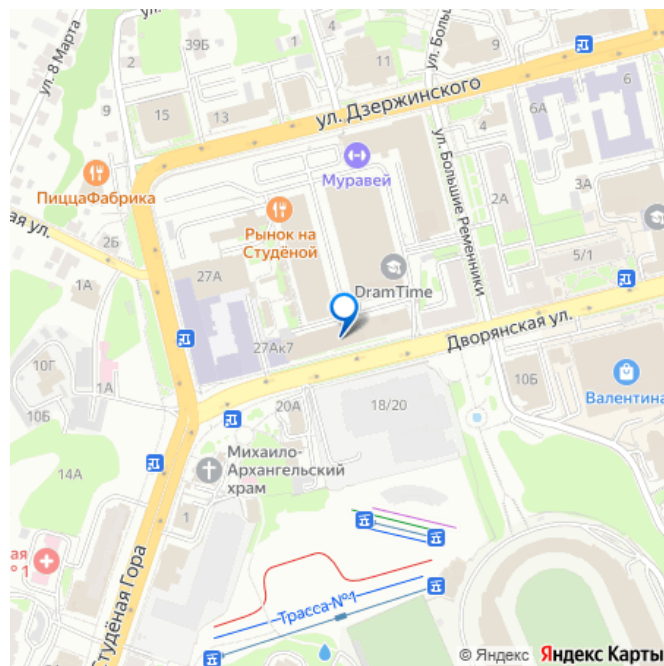 ул. 8 Марта
ул.
39Б
2
9
15
13
11
ул. Боль
9
ул. Дзержинского
6А
6
4
ПиццаФабрика
Муравей
ул. Большие Ременники
2А
3А
ая ул.
2Б
Рынок на
Студёной
27А
1А
DramTime
5/1
27Ак7
Дворянская ул.
10Г
1А
10Б
20А
18/20
10Б
Валентина
14А
Михаило-
Архангельский
храм
1
ая
№ 1
Студёная Гора
Трасса №1
© Яндекс Яндекс Карты